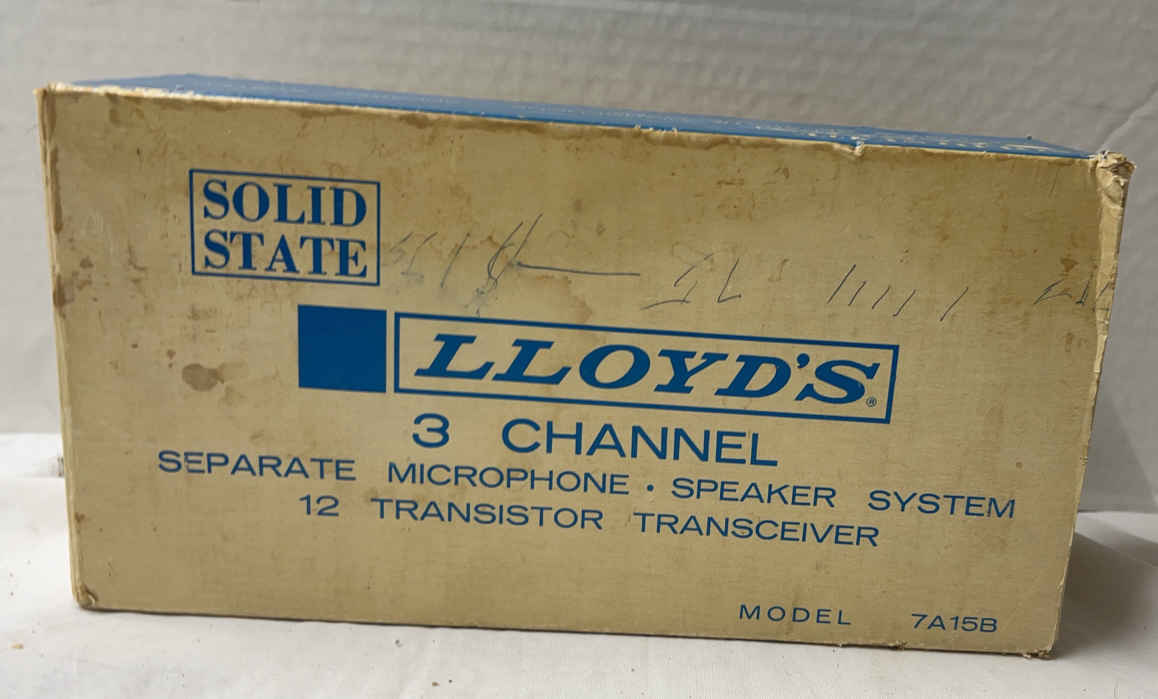 SOLID
STATE
LLOYD'S®
3 CHANNEL
SEPARATE MICROPHONE • SPEAKER SYSTEM
12 TRANSISTOR TRANSCEIVER
MODEL 7A15B